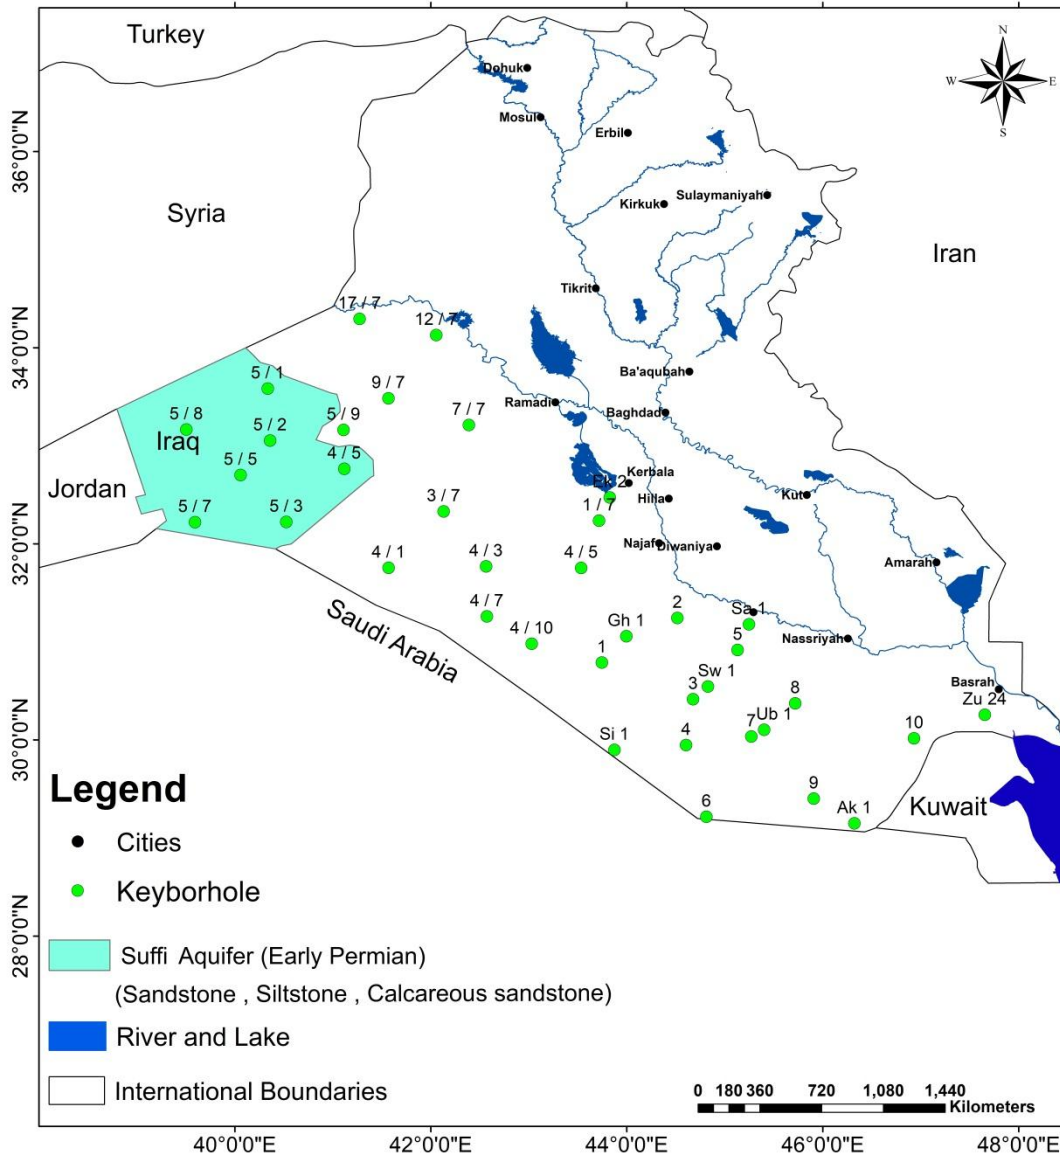 Turkey
N
W
E
S
Dohuk
Mosul
Erbil
36°0'0"N
Sulaymaniyah
Kirkuk
Syria
Iran
Tikrit
17 / 7
12 / 7
34°0'0"N
Ba'aqubah
5 / 1
9 / 7
Ramadi
Baghdad
5 / 8
5 / 2
5 / 9
7 / 7
Iraq
4 / 5
5 / 5
Jordan
Kerbala
Ek 2
Hilla
Kut
3 / 7
1 / 7
5 / 7
5 / 3
32°0'0"N
Najaf
Diwaniya
4 / 1
4 / 3
4 / 5
Amarah
4 / 7
2
Sa 1
Saudi Arabia
4 / 10
Gh 1
5
Nassriyah
1
Sw 1
3
8
Basrah
Zu 24
Ub 1
7
10
30°0'0"N
Si 1
4
9
6
Ak 1
Kuwait
Legend
Cities
Keyborhole
28°0'0"N
Suffi Aquifer (Early Permian)
(Sandstone , Siltstone , Calcareous sandstone)
River and Lake
International Boundaries
0 180 360 720 1,080 1,440
Kilometers
40°0'0"E 42°0'0"E 44°0'0"E 46°0'0"E 48°0'0"E